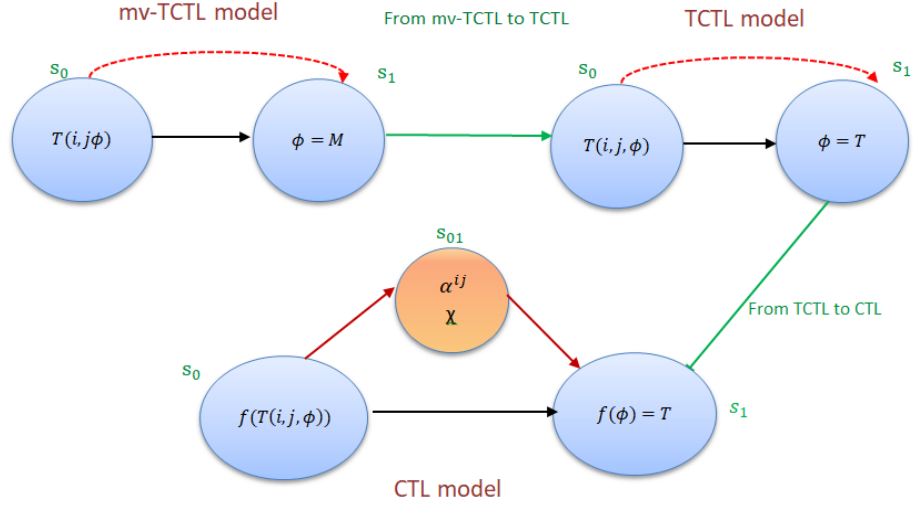 mv-TCTL model
From mv-TCTL to TCTL
TCTL model
s₀
s₁
s₀
s₁
T(i,jϕ)
ϕ = M
T(i,j,ϕ)
ϕ = T
s₀₁
α^{ij}
χ
From TCTL to CTL
s₀
f(T(i,j,ϕ))
f(ϕ) = T
s₁
CTL model